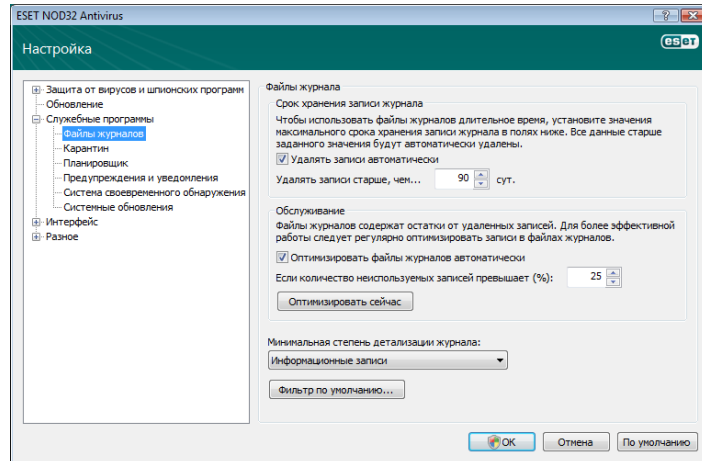 ESET NOD32 Antivirus
Настройка
eset
Защита от вирусов и шпионских программ
Обновление
Служебные программы
Файлы журналов
Карантин
Планировщик
Предупреждения и уведомления
Система своевременного обнаружения
Системные обновления
Интерфейс
Разное
Файлы журнала
Срок хранения записи журнала
Чтобы использовать файлы журналов длительное время, установите значения
максимального срока хранения записи журнала в полях ниже. Все данные старше
заданного значения будут автоматически удалены.
Удалять записи автоматически
Удалять записи старше, чем... 90 сут.
Обслуживание
Файлы журналов содержат остатки от удаленных записей. Для более эффективной
работы следует регулярно оптимизировать записи в файлах журналов.
Оптимизировать файлы журналов автоматически
Если количество неиспользуемых записей превышает (%): 25
Оптимизировать сейчас
Минимальная степень детализации журнала:
Информационные записи
Фильтр по умолчанию...
OK Отмена По умолчанию